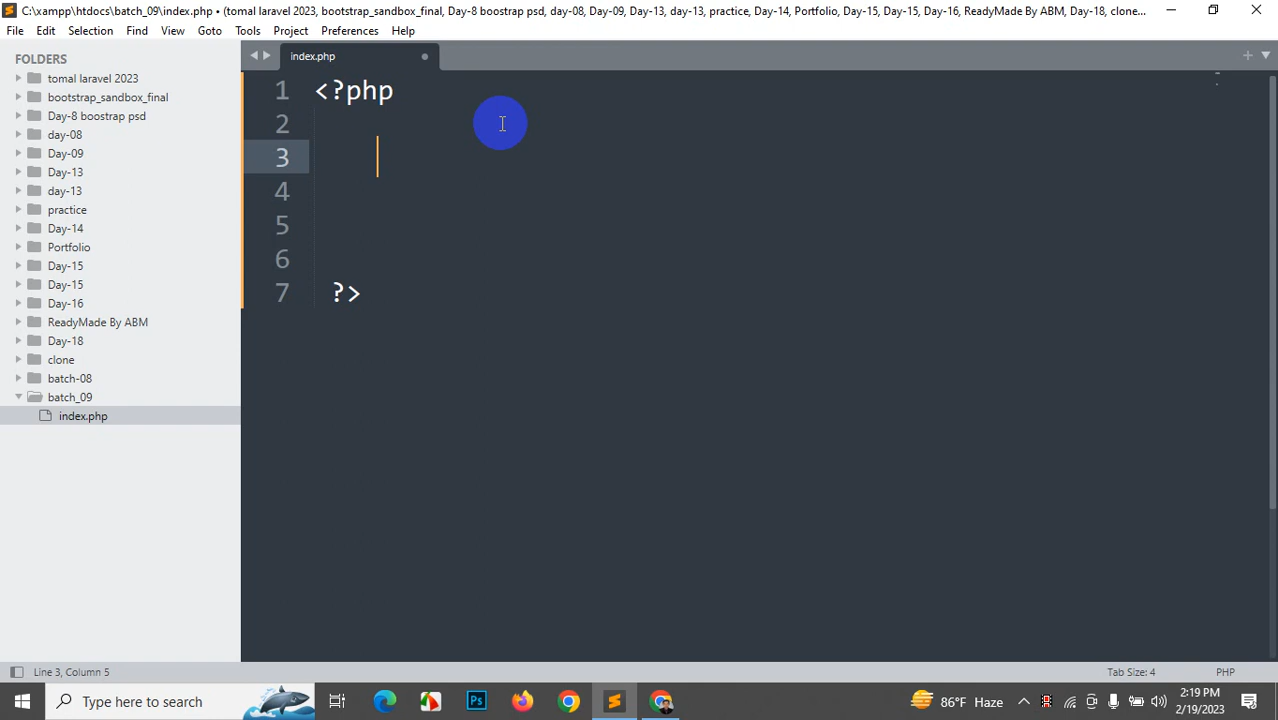 C:\xampp\htdocs\batch_09\index.php • (tomal laravel 2023, bootstrap_sandbox_final, Day-8 boostrap psd, day-08, Day-09, Day-13, day-13, practice, Day-14, Portfolio, Day-15, Day-15, Day-16, ReadyMade By ABM, Day-18, clone...
File Edit Selection Find View Goto Tools Project Preferences Help
FOLDERS
tomal laravel 2023
bootstrap_sandbox_final
Day-8 boostrap psd
day-08
Day-09
Day-13
day-13
practice
Day-14
Portfolio
Day-15
Day-15
Day-16
ReadyMade By ABM
Day-18
clone
batch-08
batch_09
index.php
index.php
1 <?php
2
3
4
5
6
7 ?>
Line 3, Column 5
Tab Size: 4
PHP
Type here to search
Ps
86°F Haze
2:19 PM
2/19/2023